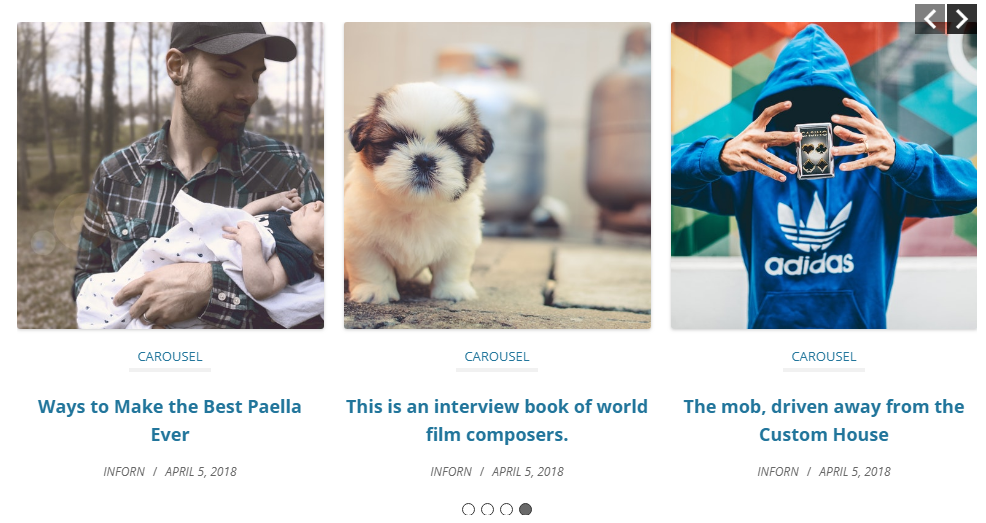 CASINO
adidas
CAROUSEL
CAROUSEL
CAROUSEL
Ways to Make the Best Paella
Ever
This is an interview book of world
film composers.
The mob, driven away from the
Custom House
INFORN / APRIL 5, 2018
INFORN / APRIL 5, 2018
INFORN / APRIL 5, 2018